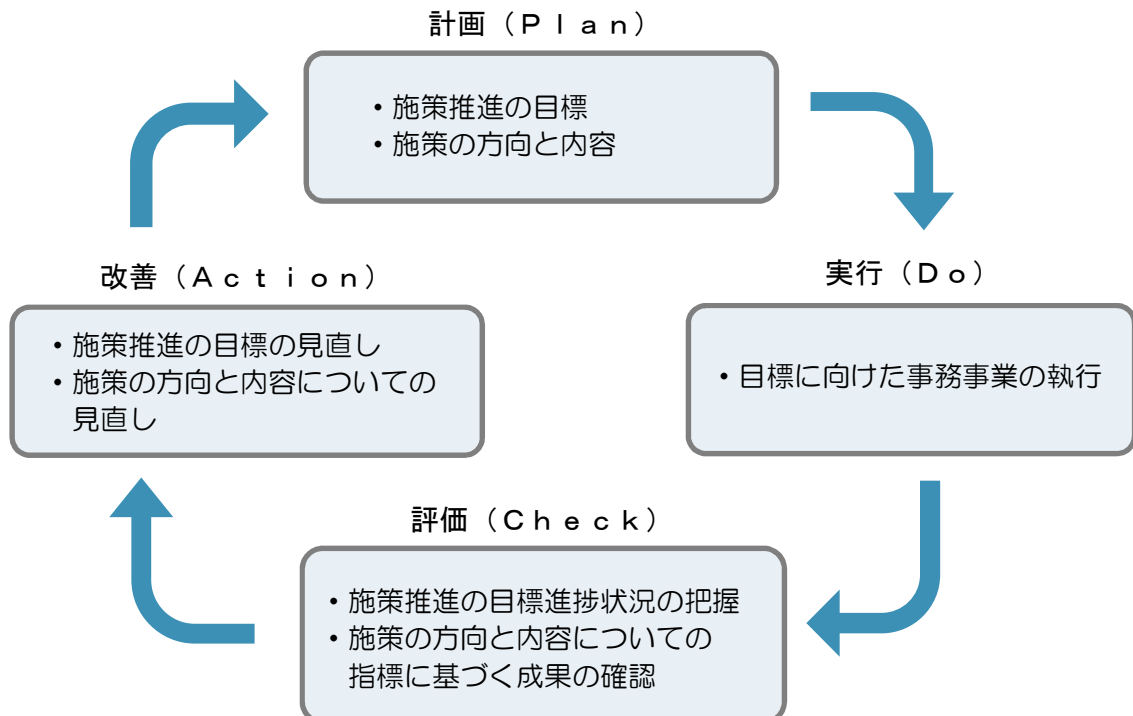 計画（Ｐｌａｎ）
・施策推進の目標
・施策の方向と内容
改善（Ａｃｔｉｏｎ）
・施策推進の目標の見直し
・施策の方向と内容についての
見直し
実行（Ｄｏ）
・目標に向けた事務事業の執行
評価（Ｃｈｅｃｋ）
・施策推進の目標進捗状況の把握
・施策の方向と内容についての
指標に基づく成果の確認